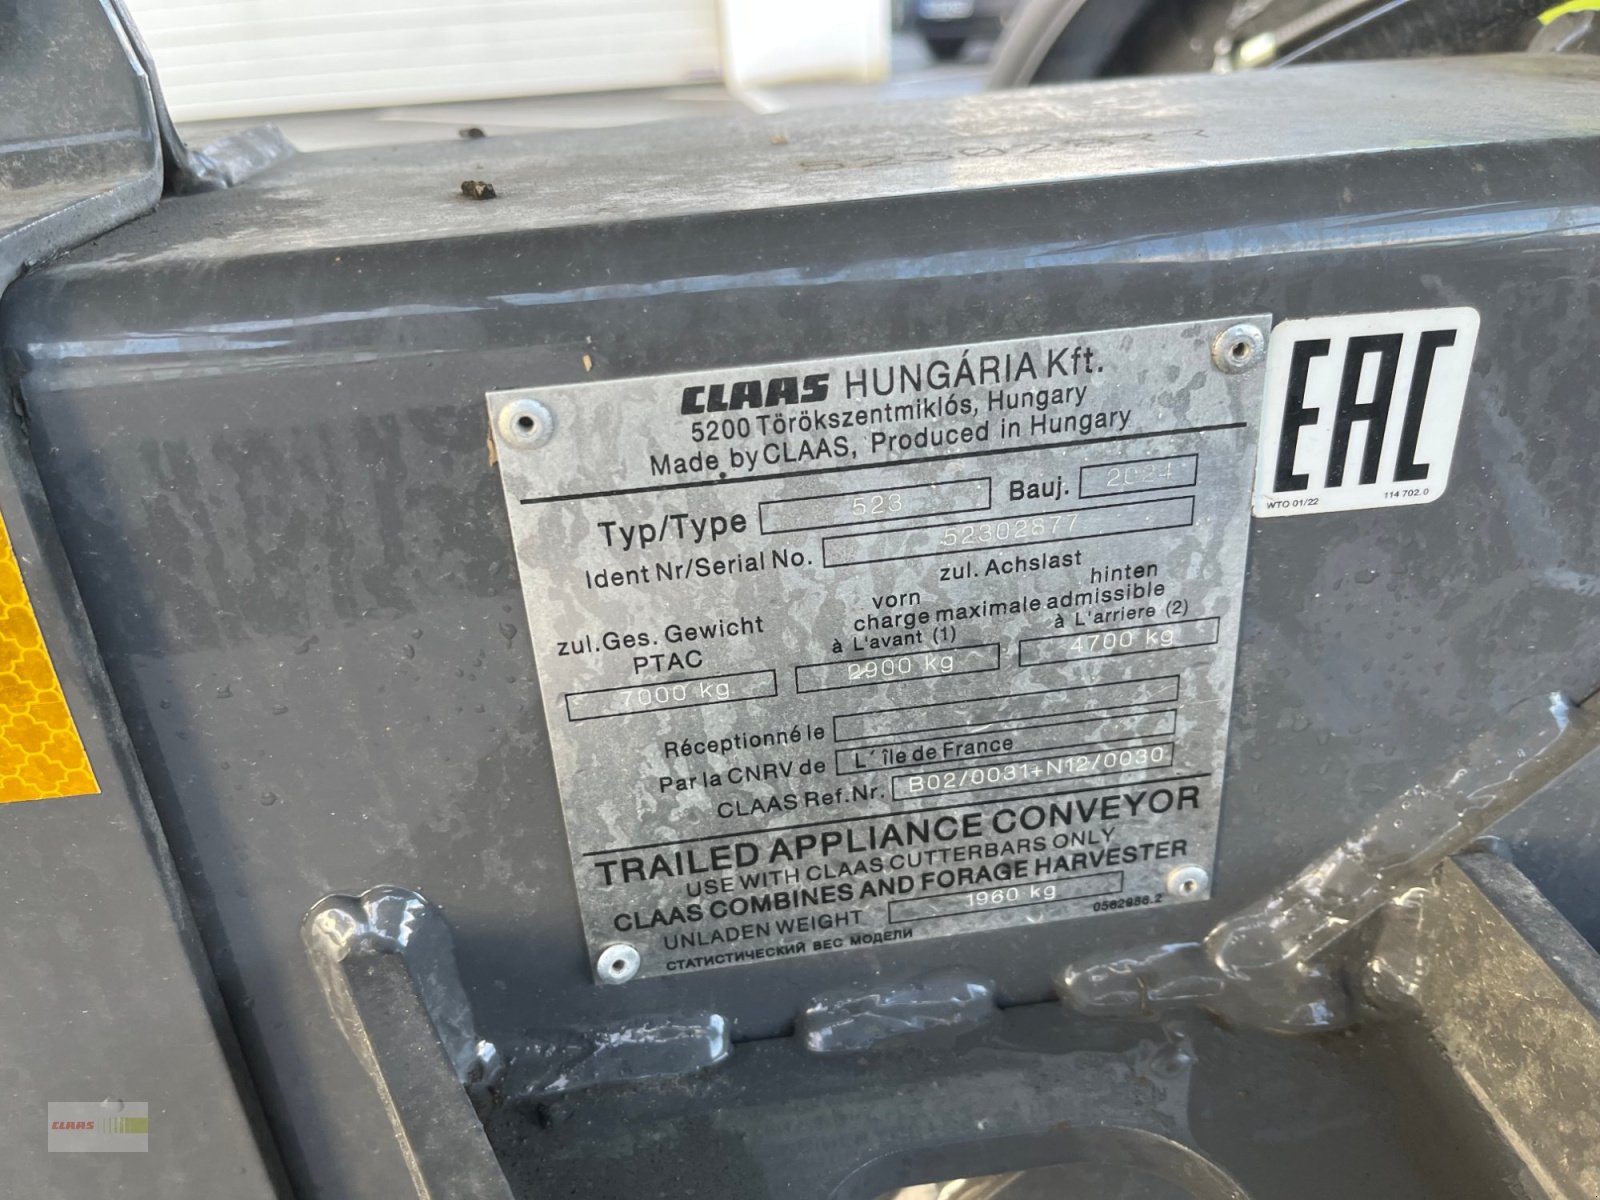 CLAAS HUNGÁRIA Kft.
5200 Törökszentmiklós, Hungary
Made by CLAAS, Produced in Hungary
Typ/Type 523 Bauj. 2024
Ident Nr/Serial No. 52302877
zul. Achslast
vorn hinten
zul.Ges. Gewicht charge maximale admissible
PTAC à L'avant (1) à L'arriere (2)
7000 kg 2900 kg 4700 kg
Réceptionné le
Par la CNRV de L´île de France
CLAAS Ref.Nr. B02/0031+N12/0030
TRAILED APPLIANCE CONVEYOR
USE WITH CLAAS CUTTERBARS ONLY
CLAAS COMBINES AND FORAGE HARVESTER
UNLADEN WEIGHT 1960 kg 0562986.2
СТАТИСТИЧЕСКИЙ ВЕС МОДЕЛИ
EAC
WTO 01/22 114 702.0
CLAAS